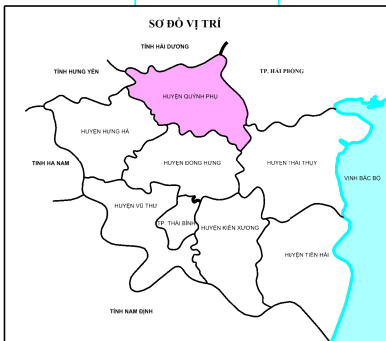 SƠ ĐỒ VỊ TRÍ
TỈNH HẢI DƯƠNG
TỈNH HƯNG YÊN
TP. HẢI PHÒNG
HUYỆN QUỲNH PHỤ
HUYỆN HƯNG HÀ
TỈNH HÀ NAM
HUYỆN ĐÔNG HƯNG
HUYỆN THÁI THỤY
VỊNH BẮC BỘ
HUYỆN VŨ THƯ
TP. THÁI BÌNH
HUYỆN KIẾN XƯƠNG
HUYỆN TIỀN HẢI
TỈNH NAM ĐỊNH